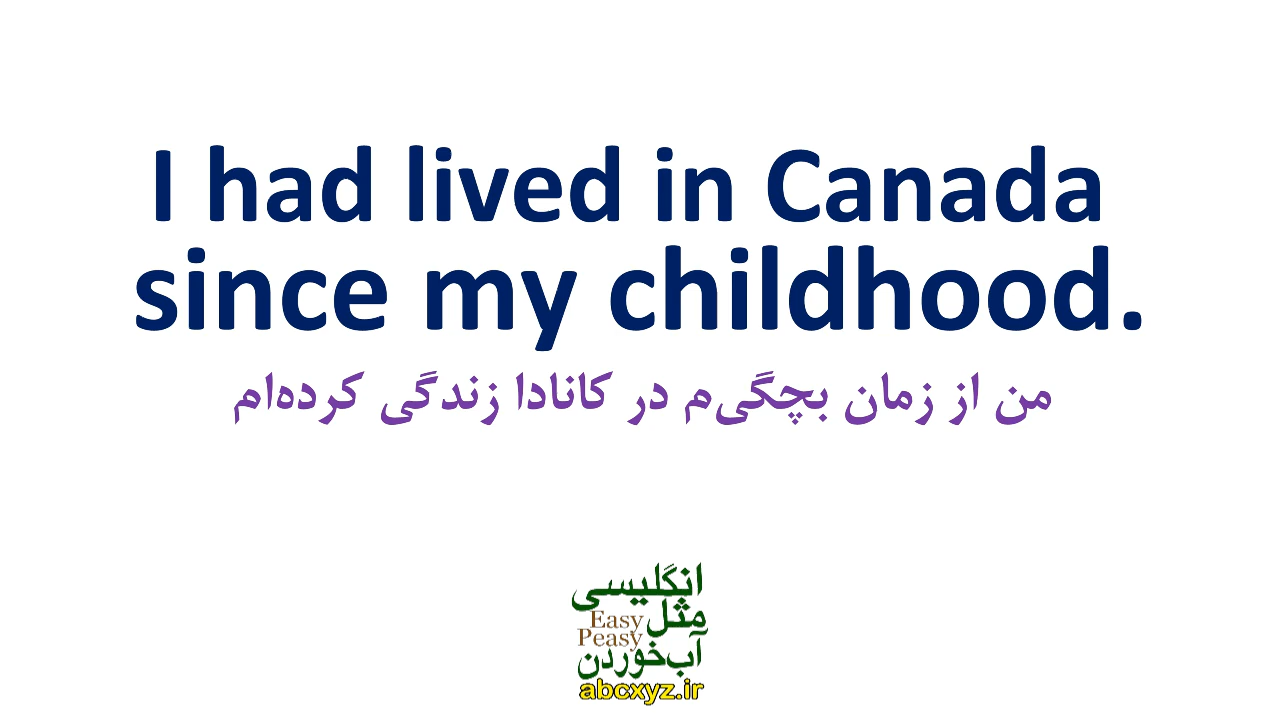 I had lived in Canada
since my childhood.
من از زمان بچگی‌م در کانادا زندگی کرده‌ام
انگلیسی
مثل
Easy
Peasy
آب‌خوردن
abcxyz.ir